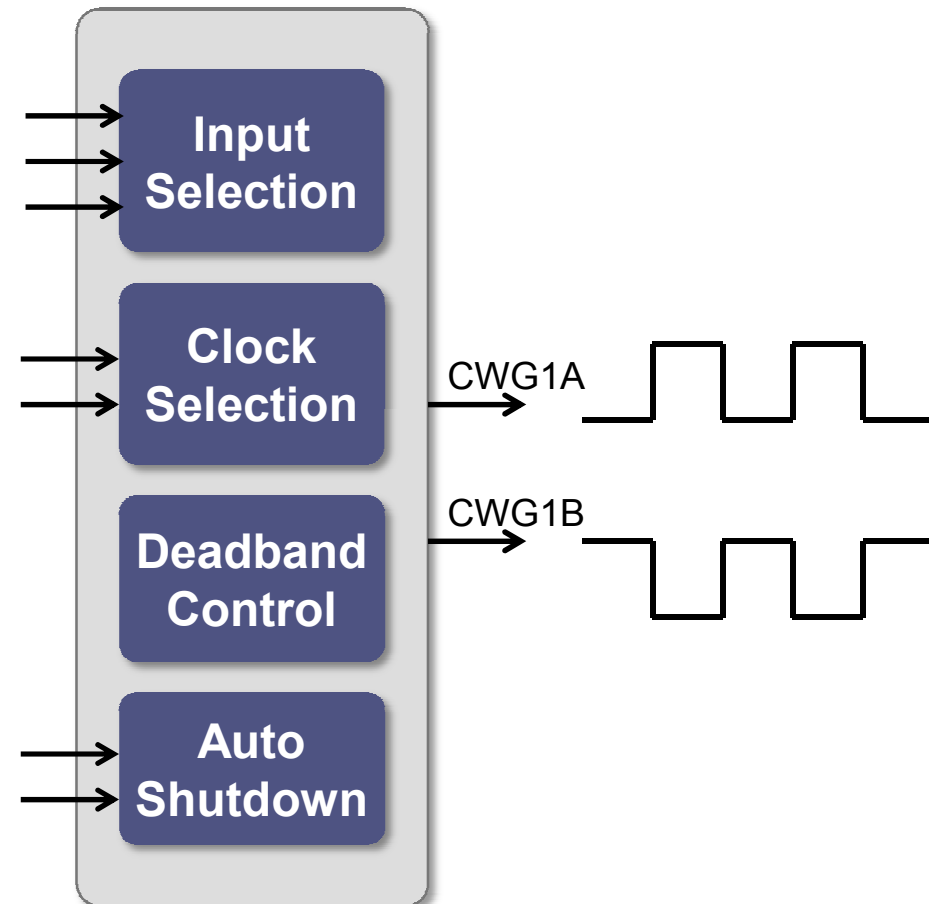 Input
Selection
Clock
Selection
CWG1A
CWG1B
Deadband
Control
Auto
Shutdown